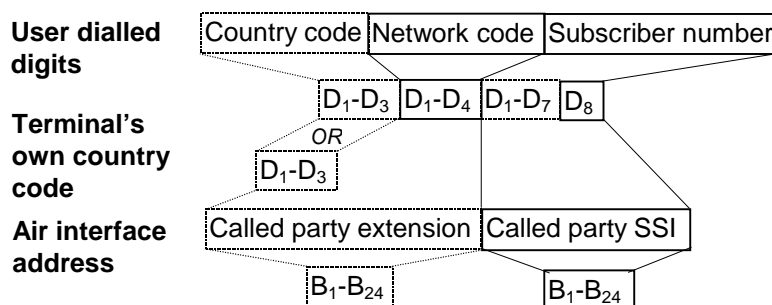 User dialled
digits
Country code Network code Subscriber number
D1-D3 D1-D4 D1-D7 D8
Terminal's
own country
code
OR
D1-D3
Air interface
address
Called party extension Called party SSI
B1-B24 B1-B24